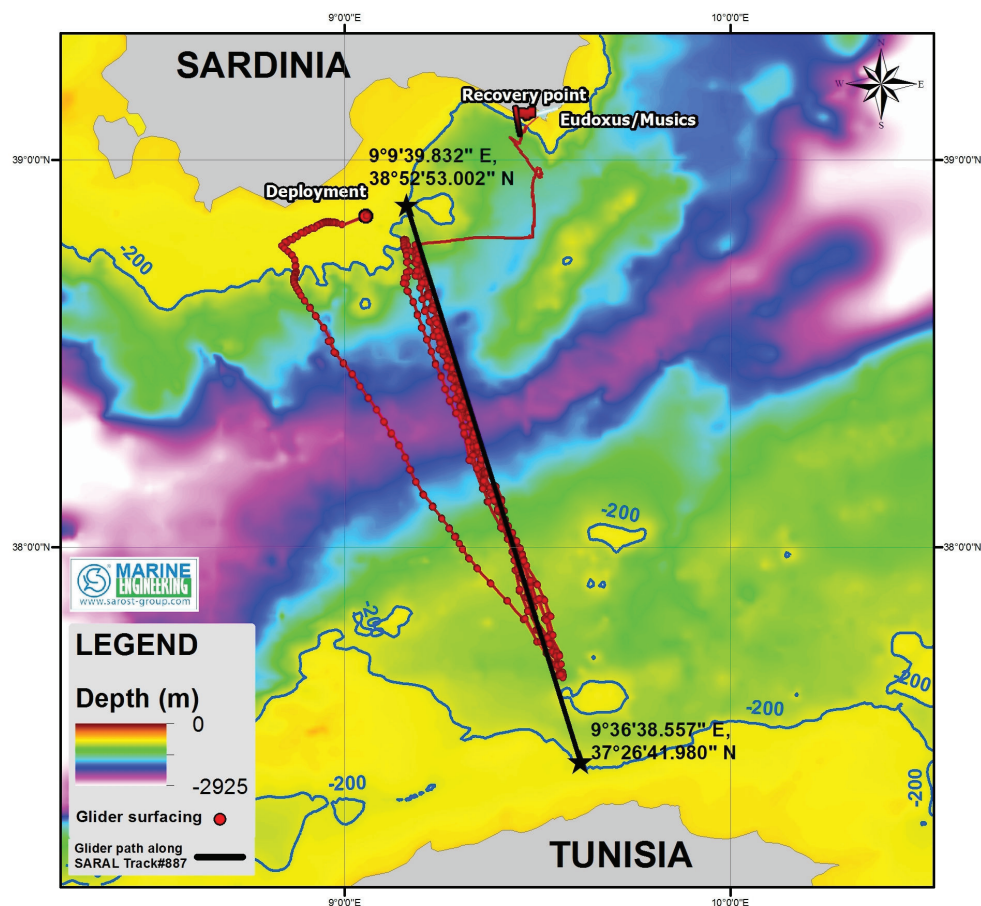 9°0'0"E
10°0'0"E
SARDINIA
N
W
E
S
Recovery point
Eudoxus/Musics
39°0'0"N
39°0'0"N
9°9'39.832" E,
38°52'53.002" N
Deployment
-200
-200
38°0'0"N
38°0'0"N
MARINE
ENGINEERING
www.sarost-group.com
-200
LEGEND
Depth (m)
0
-2925
Glider surfacing
Glider path along
SARAL Track#887
-200
-200
9°36'38.557" E,
37°26'41.980" N
-200
-200
TUNISIA
9°0'0"E
10°0'0"E